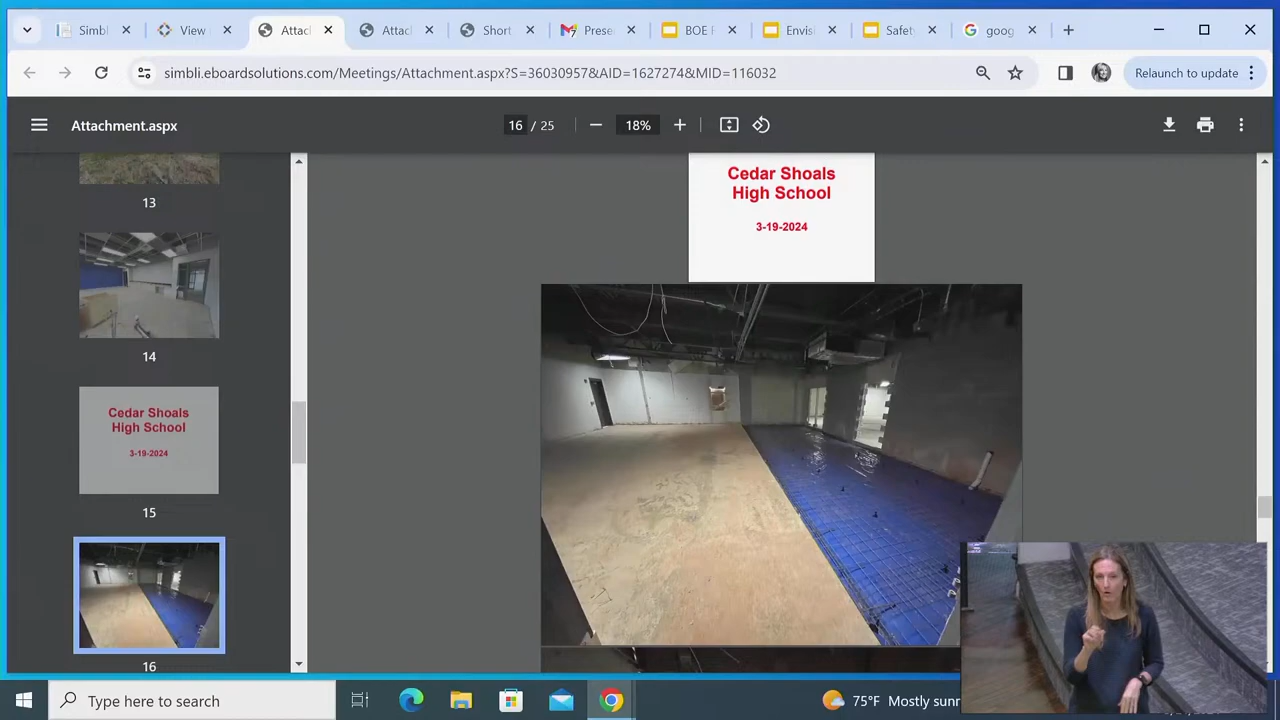 Simbl
View
Attach
Attac
Short
Prese
BOE F
Envis
Safet
goog
simbli.eboardsolutions.com/Meetings/Attachment.aspx?S=36030957&AID=1627274&MID=116032
Relaunch to update
Attachment.aspx
16 / 25
18%
13
14
Cedar Shoals
High School
3-19-2024
15
16
Cedar Shoals
High School
3-19-2024
Type here to search
75°F Mostly sunr